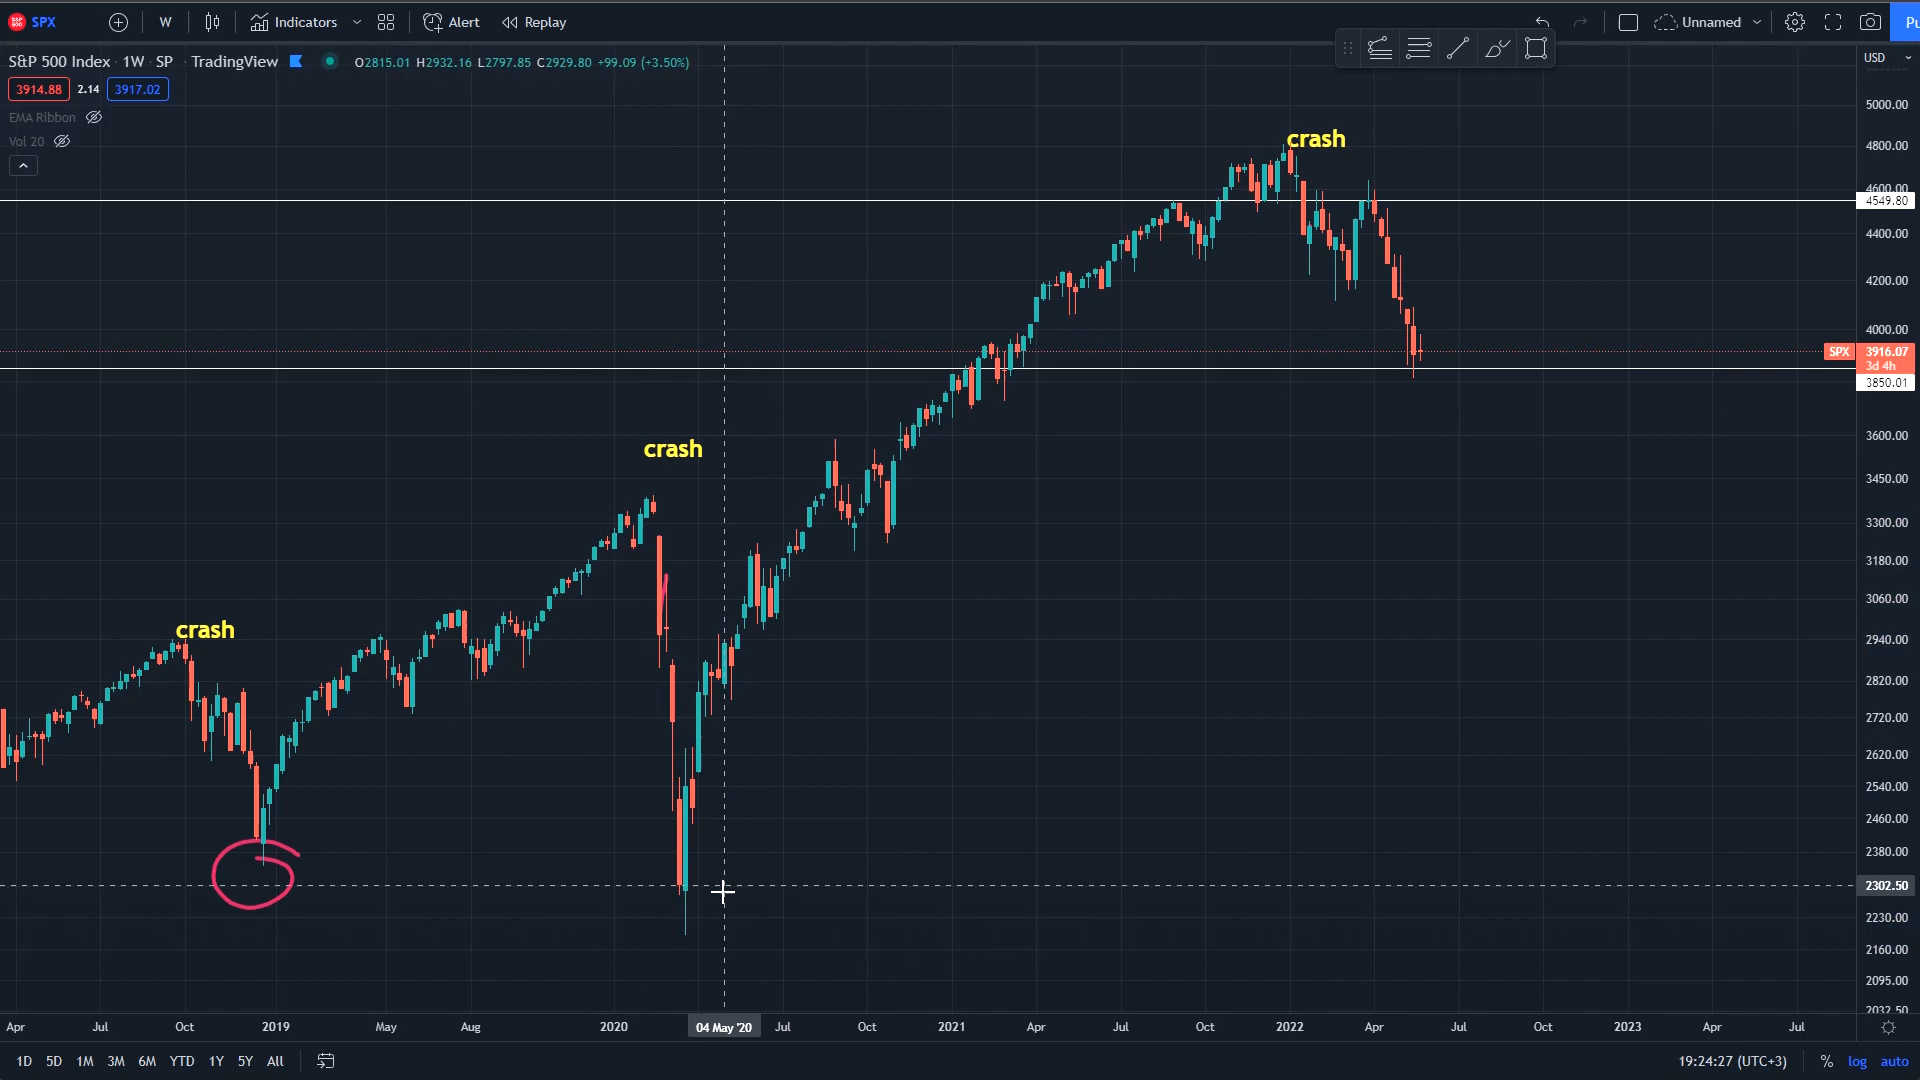 SPX W Indicators Alert Replay Unnamed Pu
S&P 500 Index · 1W · SP TradingView O2815.01 H2932.16 L2797.85 C2929.80 +99.09 (+3.50%) USD
3914.88 2.14 3917.02
EMA Ribbon
Vol 20
crash
crash
crash
5000.00
4800.00
4600.00
4549.80
4400.00
4200.00
4000.00
SPX 3916.07
3d 4h
3850.01
3600.00
3450.00
3300.00
3180.00
3060.00
2940.00
2820.00
2720.00
2620.00
2540.00
2460.00
2380.00
2302.50
2230.00
2160.00
2095.00
2032.50
Apr Jul Oct 2019 May Aug 2020 04 May '20 Jul Oct 2021 Apr Jul Oct 2022 Apr Jul Oct 2023 Apr Jul
1D 5D 1M 3M 6M YTD 1Y 5Y All 19:24:27 (UTC+3) % log auto